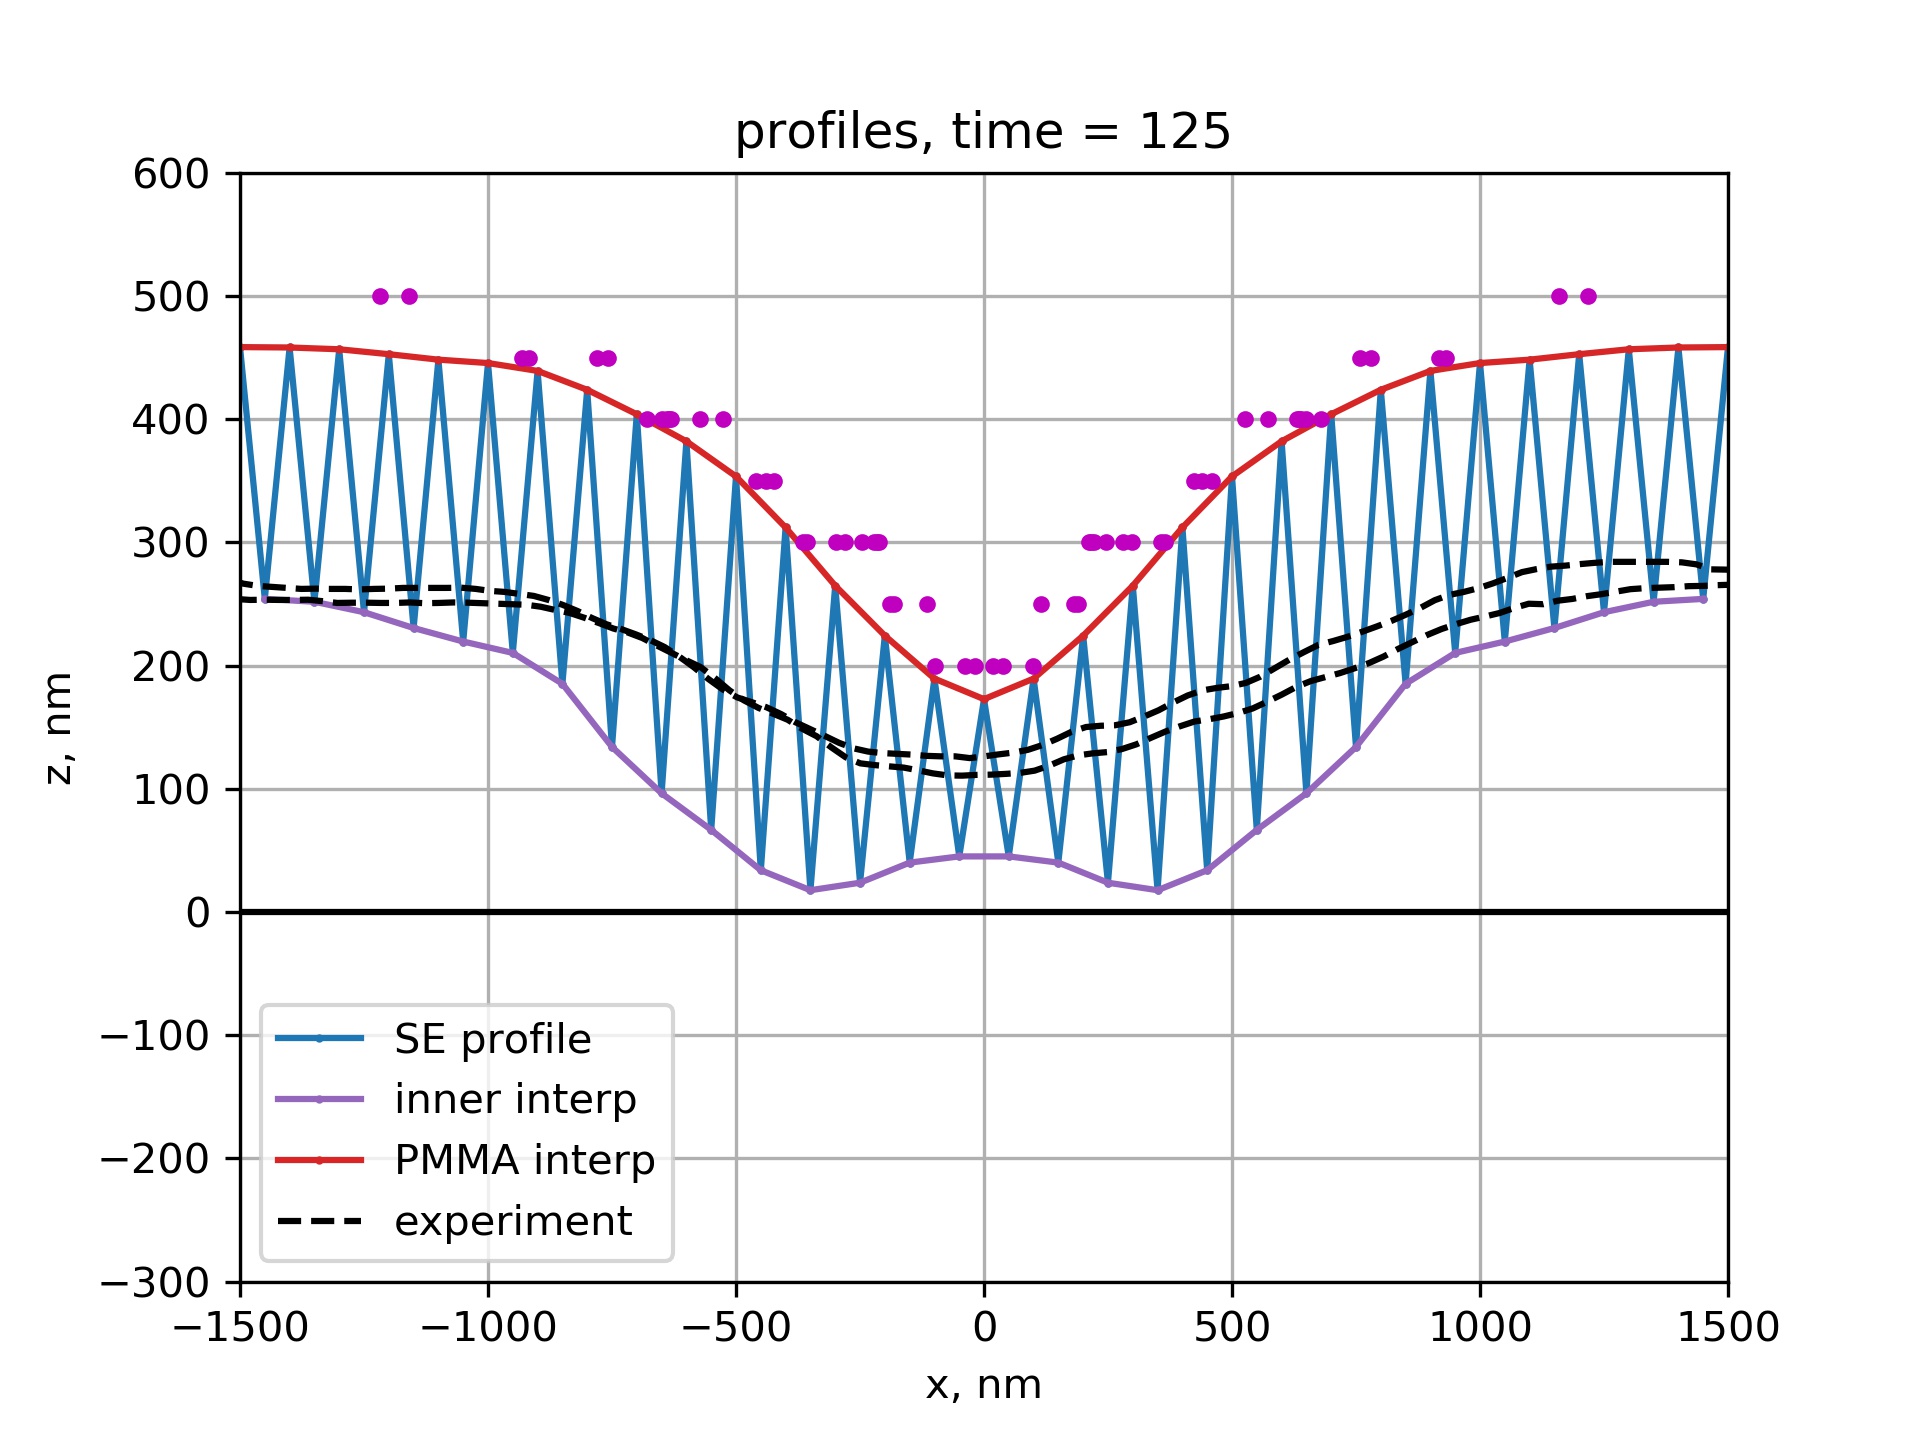 profiles, time = 125
600
500
400
300
200
100
0
−100
−200
−300
z, nm
SE profile
inner interp
PMMA interp
experiment
−1500 −1000 −500 0 500 1000 1500
x, nm